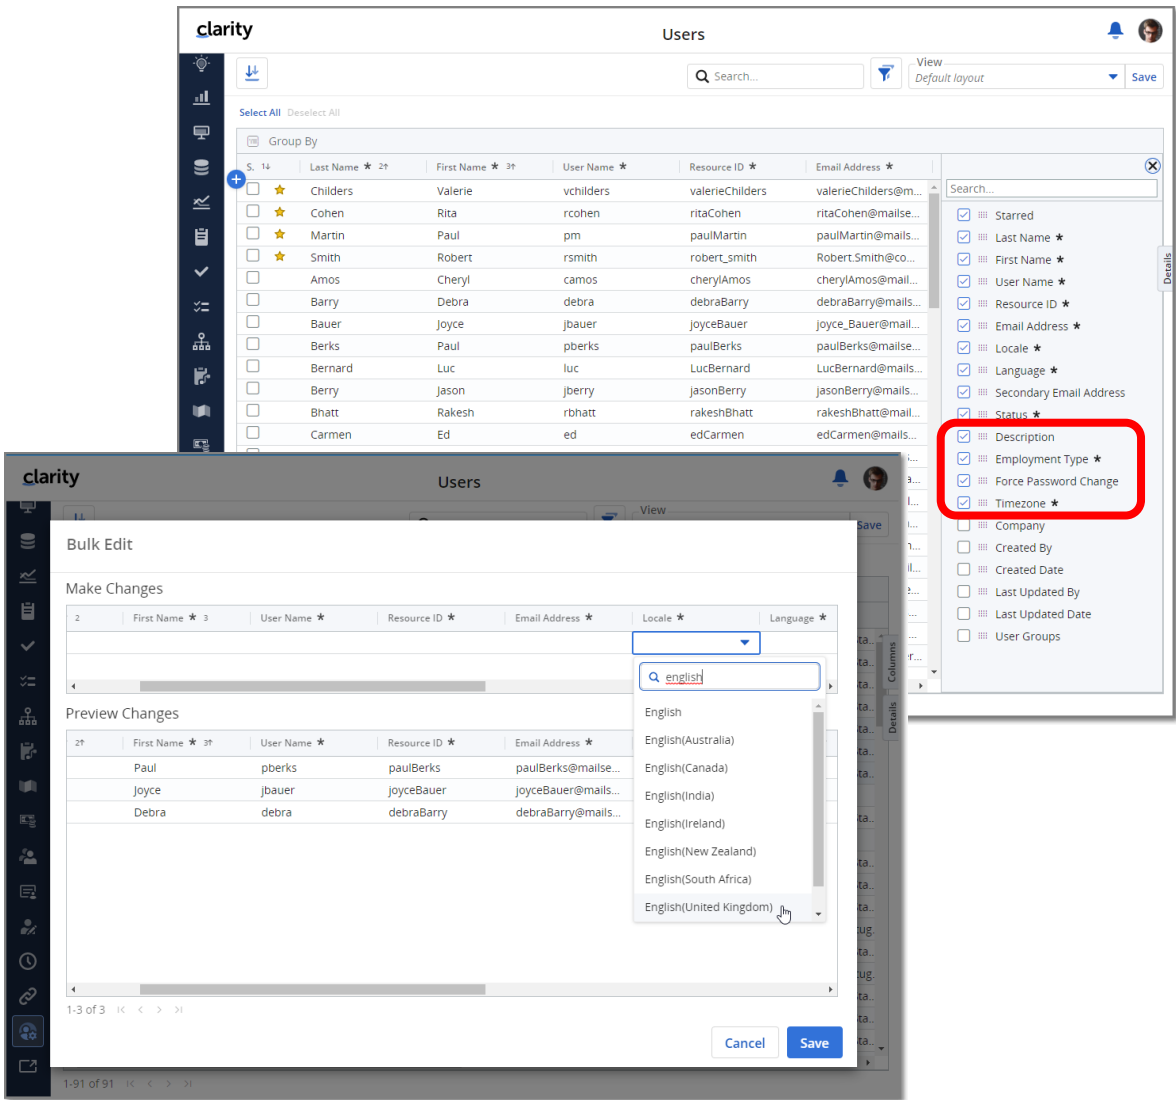 clarity
Users
Search...
View
Default layout
Save
Select All Deselect All
Group By
S. 1 Last Name * 2 First Name * 3 User Name * Resource ID * Email Address *
Childers Valerie vchilders valerieChilders valerieChilders@m...
Cohen Rita rcohen ritaCohen ritaCohen@mailse...
Martin Paul pm paulMartin paulMartin@mails...
Smith Robert rsmith robert_smith Robert.Smith@co...
Amos Cheryl camos cherylAmos cherylAmos@mail...
Barry Debra debra debraBarry debraBarry@mails...
Bauer Joyce jbauer joyceBauer joyce_Bauer@mail...
Berks Paul pberks paulBerks paulBerks@mailse...
Bernard Luc luc LucBernard LucBernard@mails...
Berry Jason jberry jasonBerry jasonBerry@mails...
Bhatt Rakesh rbhatt rakeshBhatt rakeshBhatt@mail...
Carmen Ed ed edCarmen edCarmen@mails...
Search...
Starred
Last Name *
First Name *
User Name *
Resource ID *
Email Address *
Locale *
Language *
Secondary Email Address
Status *
Description
Employment Type *
Force Password Change
Timezone *
Company
Created By
Created Date
Last Updated By
Last Updated Date
User Groups
Details
clarity
Users
View
Save
Bulk Edit
Make Changes
2 First Name * 3 User Name * Resource ID * Email Address * Locale * Language *
english
English
English(Australia)
English(Canada)
English(India)
English(Ireland)
English(New Zealand)
English(South Africa)
English(United Kingdom)
Preview Changes
2 First Name * 3 User Name * Resource ID * Email Address *
Paul pberks paulBerks paulBerks@mailse...
Joyce jbauer joyceBauer joyceBauer@mails...
Debra debra debraBarry debraBarry@mails...
1-3 of 3
Cancel
Save
Columns
Details
1-91 of 91